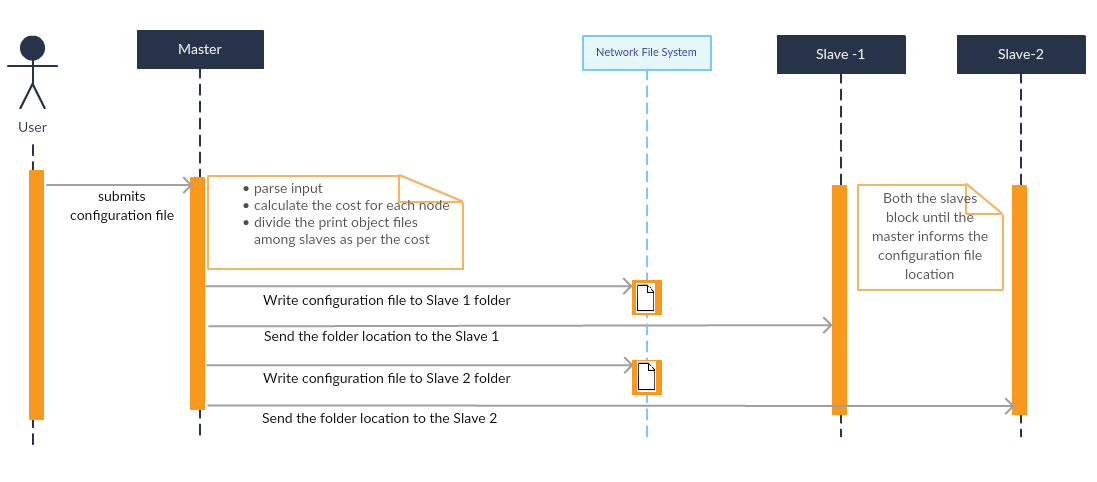 Master
Network File System
Slave -1
Slave-2
User
submits
configuration file
• parse input
• calculate the cost for each node
• divide the print object files
among slaves as per the cost
Both the slaves
block until the
master informs the
configuration file
location
Write configuration file to Slave 1 folder
Send the folder location to the Slave 1
Write configuration file to Slave 2 folder
Send the folder location to the Slave 2